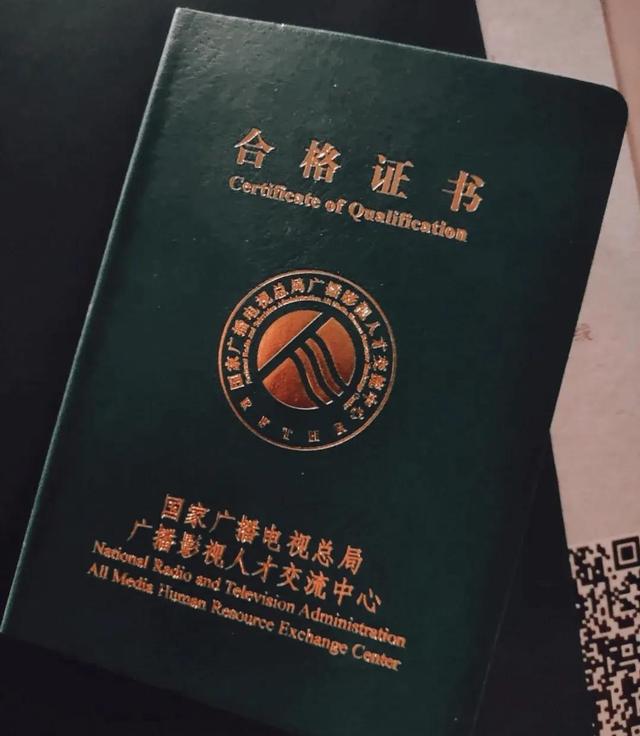 合格证书
Certificate of Qualification
国家广播电视总局广播影视人才交流中心
R F T H E
国家广播电视总局
广播影视人才交流中心
National Radio and Television Administration
All Media Human Resource Exchange Center